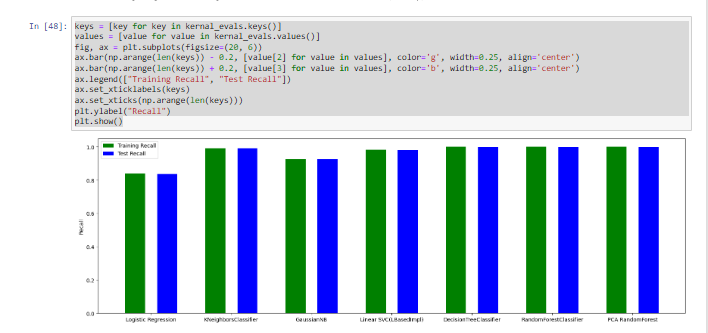 In [48]:
keys = [key for key in kernal_evals.keys()]
values = [value for value in kernal_evals.values()]
fig, ax = plt.subplots(figsize=(20, 6))
ax.bar(np.arange(len(keys)) - 0.2, [value[2] for value in values], color='g', width=0.25, align='center')
ax.bar(np.arange(len(keys)) + 0.2, [value[3] for value in values], color='b', width=0.25, align='center')
ax.legend(["Training Recall", "Test Recall"])
ax.set_xticklabels(keys)
ax.set_xticks(np.arange(len(keys)))
plt.ylabel("Recall")
plt.show()
Training Recall
Test Recall
1.0
0.8
0.6
0.4
0.2
0.0
Recall
Logistic Regression KNeighborsClassifier GaussianNB Linear SVC(LBasedImpl) DecisionTreeClassifier RandomForestClassifier PCA RandomForest